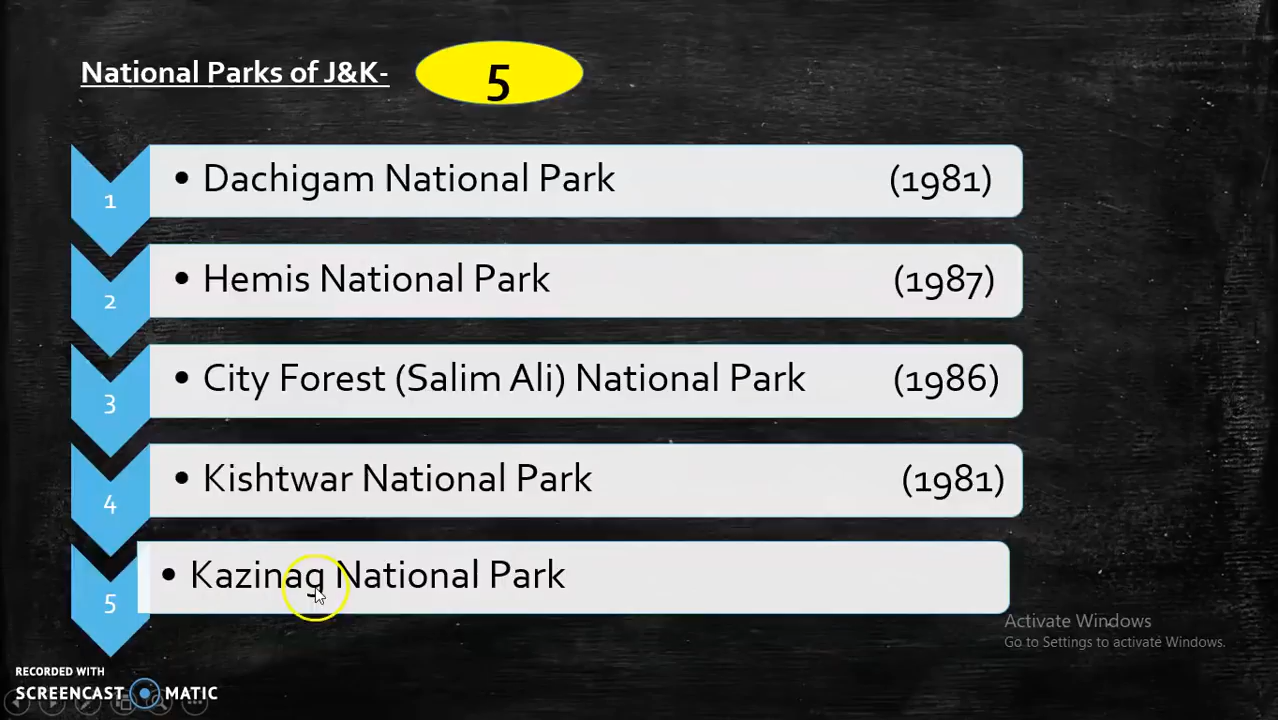 National Parks of J&K-
5
1
• Dachigam National Park (1981)
2
• Hemis National Park (1987)
3
• City Forest (Salim Ali) National Park (1986)
4
• Kishtwar National Park (1981)
5
• Kazinag National Park
Activate Windows
Go to Settings to activate Windows.
RECORDED WITH
SCREENCAST MATIC